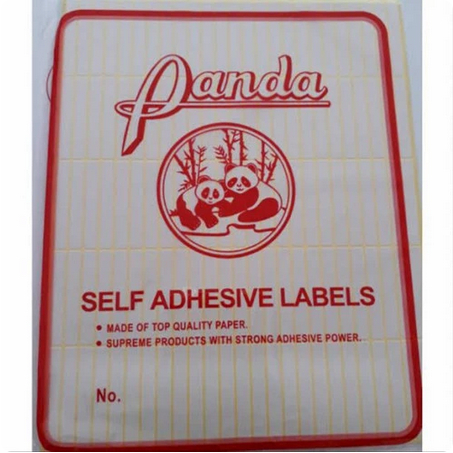 Panda
SELF ADHESIVE LABELS
• MADE OF TOP QUALITY PAPER.
• SUPREME PRODUCTS WITH STRONG ADHESIVE POWER.
No.